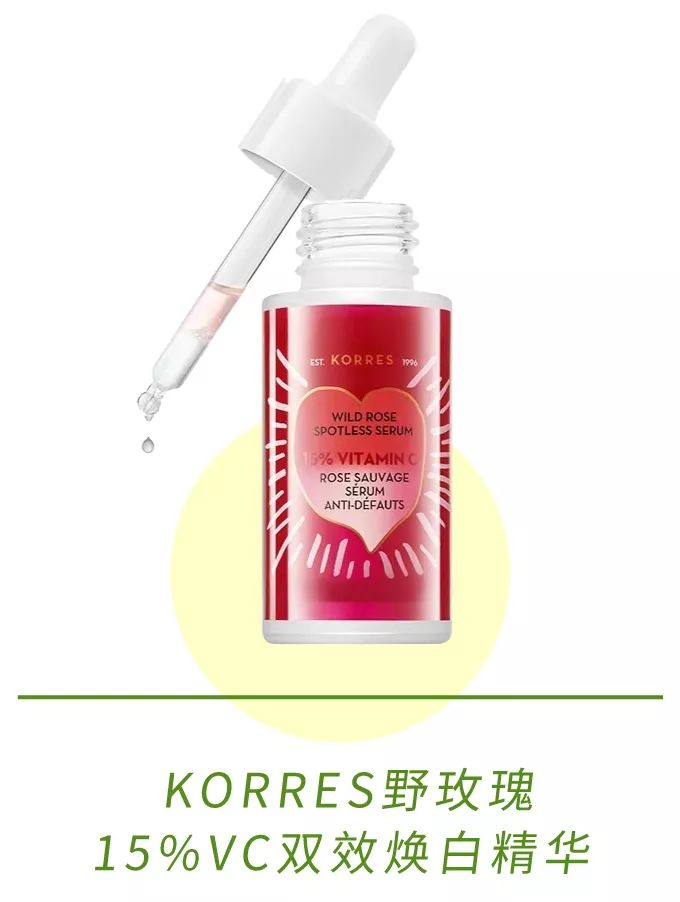 EST. KORRES 1996
WILD ROSE
SPOTLESS SERUM
15% VITAMIN C
ROSE SAUVAGE
SÉRUM
ANTI-DÉFAUTS
KORRES野玫瑰
15%VC双效焕白精华